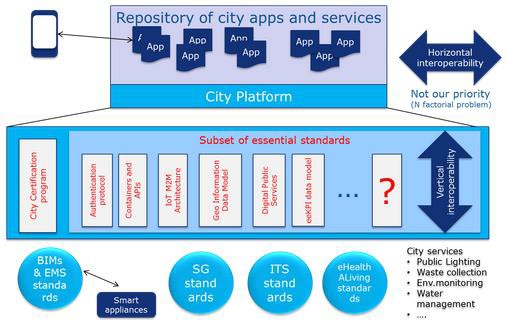 Repository of city apps and services
App
App
App
App
App
App
App
App
App
City Platform
Horizontal
interoperability
Not our priority
(N factorial problem)
Subset of essential standards
City Certification
program
Authentication
protocol
Containers and
APIs
IoT M2M
Architecture
Geo Information
Data Model
Digital Public
Services
eeKPI data model
...
?
Vertical
interoperability
BIMs
& EMS
standa
rds
Smart
appliances
SG
stand
ards
ITS
stand
ards
eHealth
ALiving
standar
ds
City services
• Public Lighting
• Waste collection
• Env.monitoring
• Water
management
• ....